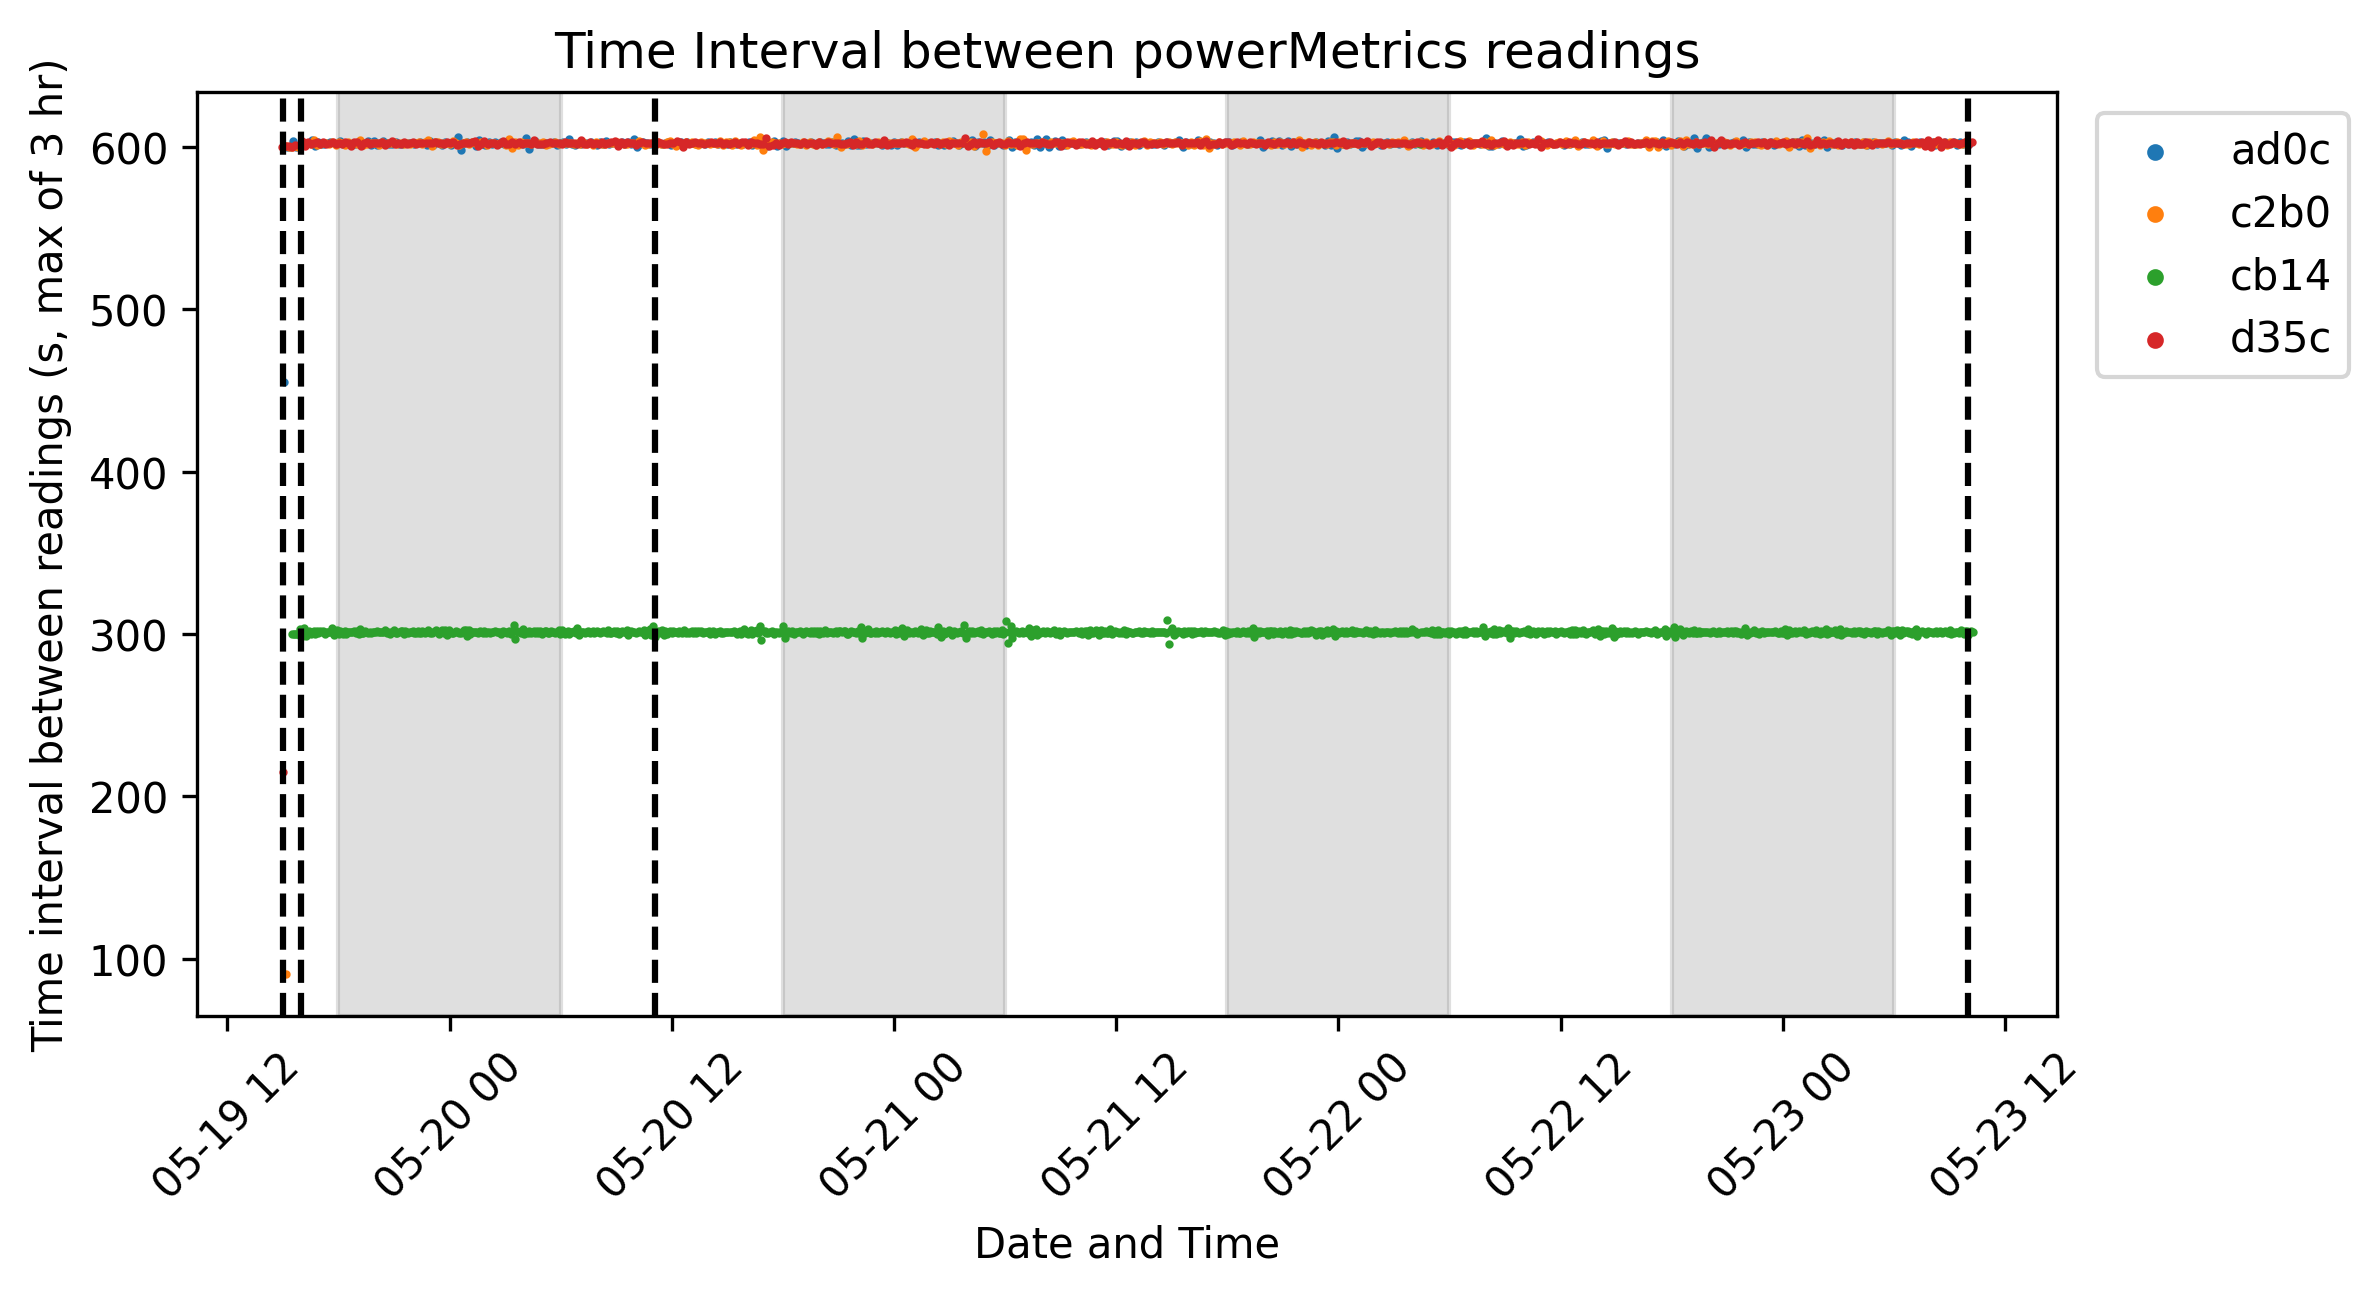 Time Interval between powerMetrics readings
Time interval between readings (s, max of 3 hr)
600
500
400
300
200
100
05-19 12
05-20 00
05-20 12
05-21 00
05-21 12
05-22 00
05-22 12
05-23 00
05-23 12
Date and Time
ad0c
c2b0
cb14
d35c